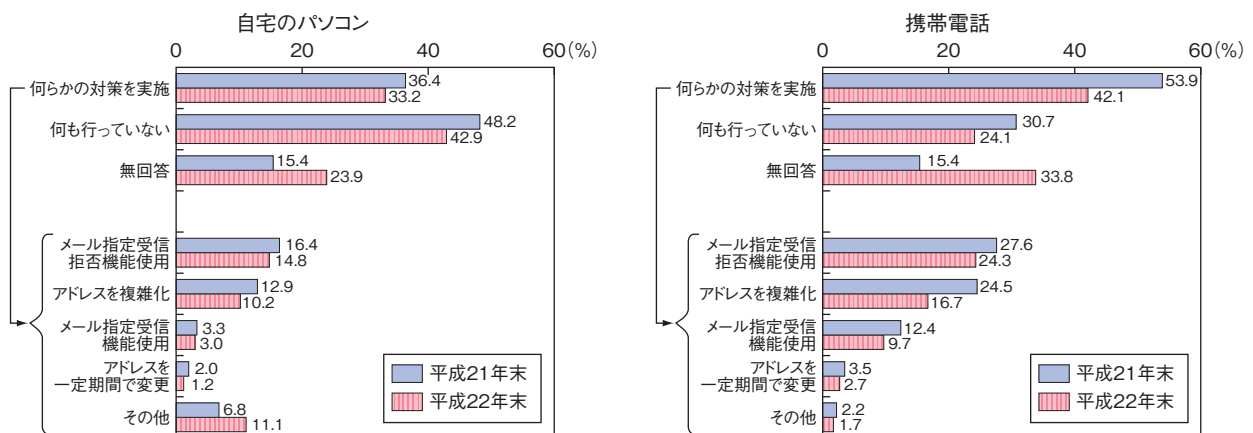 自宅のパソコン
0 20 40 60(%)
何らかの対策を実施
36.4
33.2
何も行っていない
48.2
42.9
無回答
15.4
23.9
メール指定受信
拒否機能使用
16.4
14.8
アドレスを複雑化
12.9
10.2
メール指定受信
機能使用
3.3
3.0
アドレスを
一定期間で変更
2.0
1.2
その他
6.8
11.1
平成21年末
平成22年末
携帯電話
0 20 40 60(%)
何らかの対策を実施
53.9
42.1
何も行っていない
30.7
24.1
無回答
15.4
33.8
メール指定受信
拒否機能使用
27.6
24.3
アドレスを複雑化
24.5
16.7
メール指定受信
機能使用
12.4
9.7
アドレスを
一定期間で変更
3.5
2.7
その他
2.2
1.7
平成21年末
平成22年末